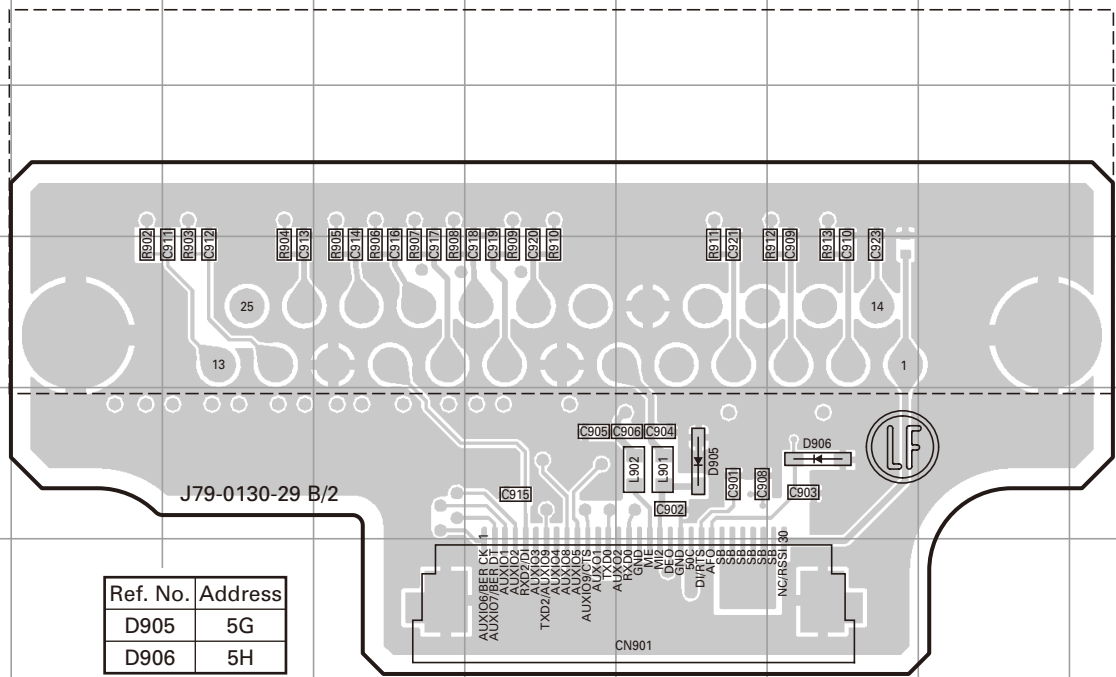 R902 C911 R903 C912 R904 C913 R905 C914 R906 C916 R907 C917 R908 C918 C919 R909 C920 R910 R911 C921 R912 C909 R913 C910 C923
25 14
13 1
C905 C906 C904
D905
D906
LF
L902 L901
C901 C908
C903
J79-0130-29 B/2
C915
C902
1
30
AUXIO6/BER CK
AUXIO7/BER DT
AUXIO1
AUXIO2
RXD2/DI
AUXIO3
TXD2/AUXIO9
AUXIO4
AUXIO8
AUXIO5
AUXIO9/CTS
AUXO1
TXD0
AUXO2
RXD0
GND
ME
MI2
DEO
GND
50C
DI/RTS
AFO
SB
SB
SB
SB
SB
SB
NC/RSSI
CN901
Ref. No. Address
D905 5G
D906 5H